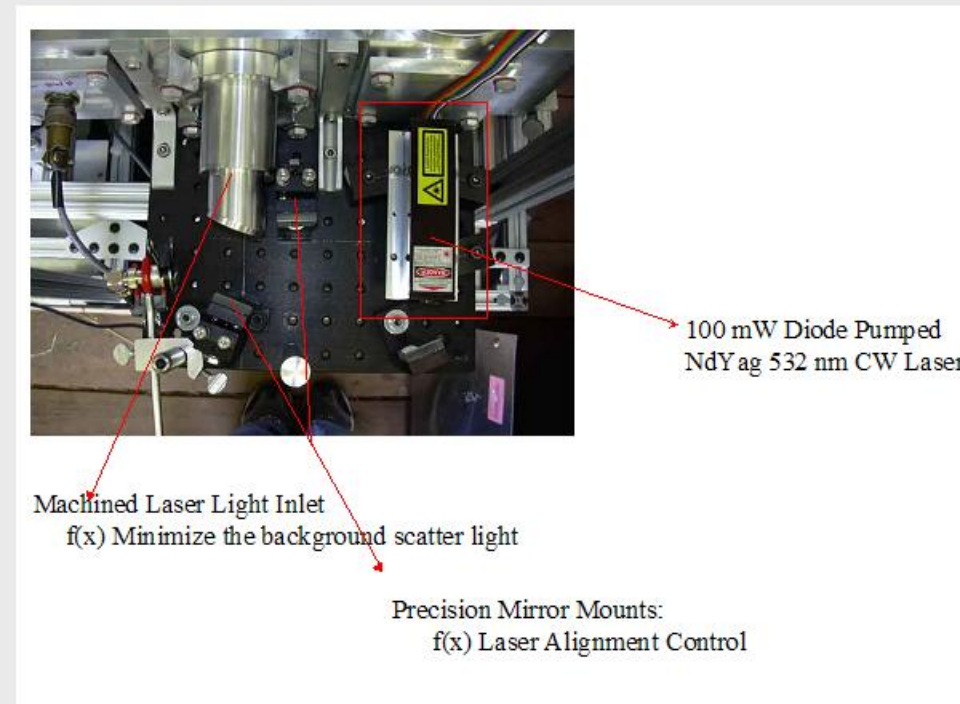 100 mW Diode Pumped
NdYag 532 nm CW Laser
Machined Laser Light Inlet
f(x) Minimize the background scatter light
Precision Mirror Mounts:
f(x) Laser Alignment Control